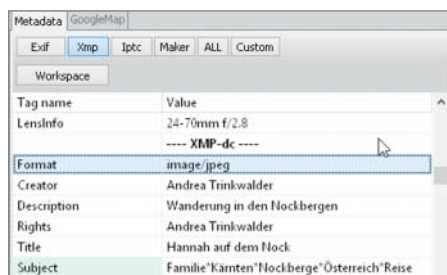 Metadata GoogleMap
Exif Xmp Iptc Maker ALL Custom
Workspace
Tag name Value
LensInfo 24-70mm f/2.8
---- XMP-dc ----
Format image/jpeg
Creator Andrea Trinkwalder
Description Wanderung in den Nockbergen
Rights Andrea Trinkwalder
Title Hannah auf dem Nock
Subject Familie*Kärnten*Nockberge*Österreich*Reise